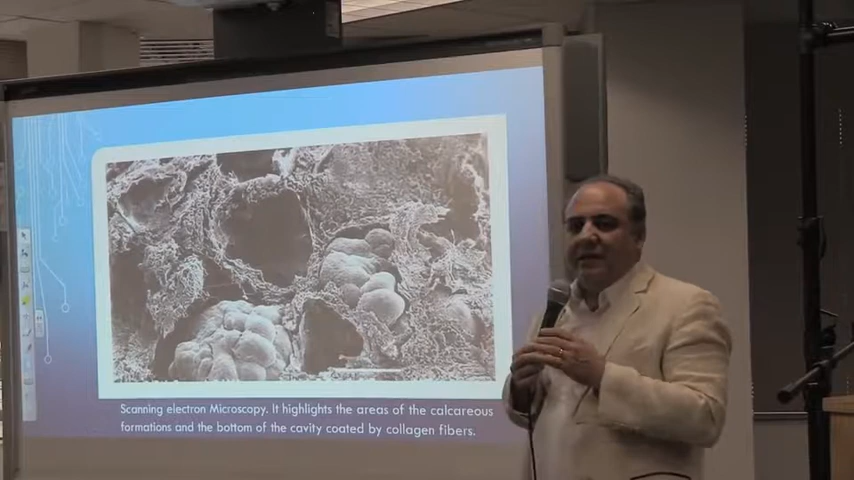 Scanning electron Microscopy. It highlights the areas of the calcareous
formations and the bottom of the cavity coated by collagen fibers.